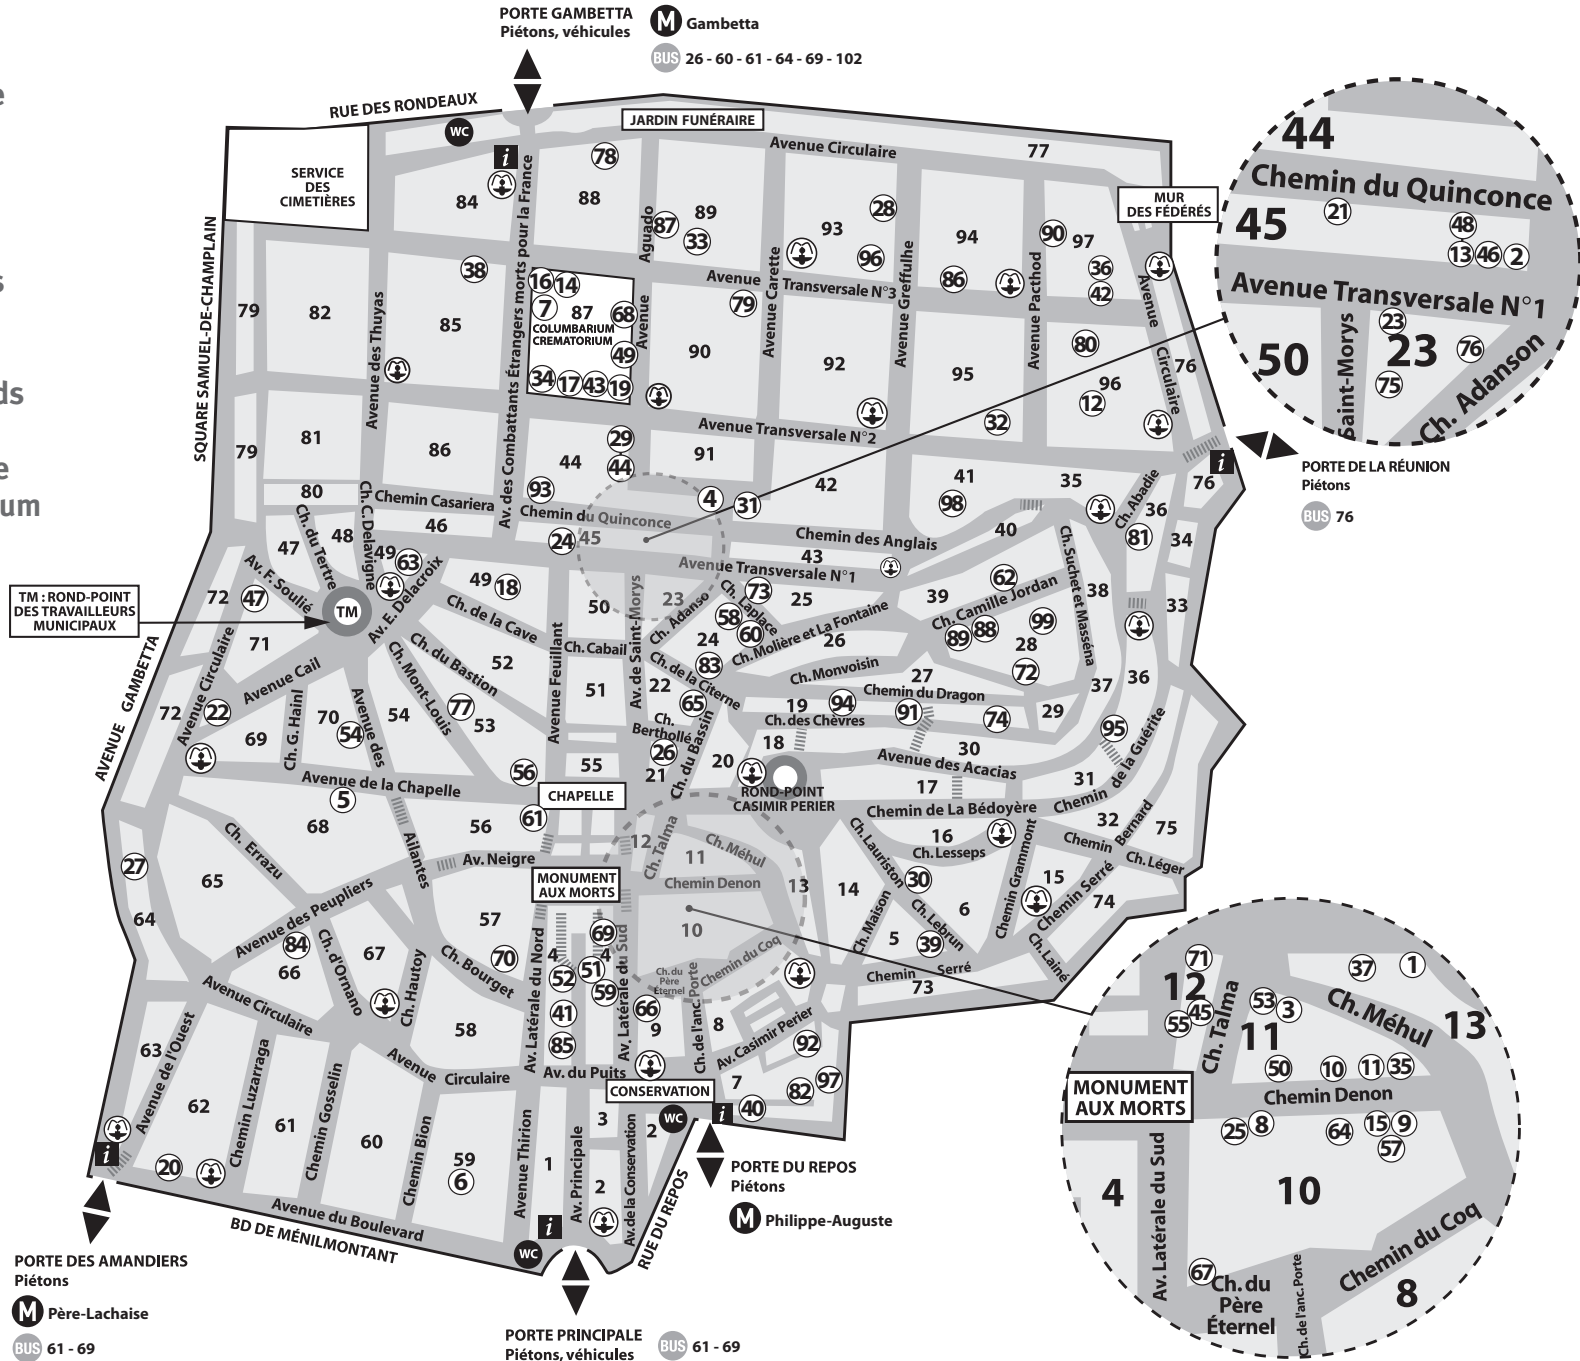 PORTE GAMBETTA
Piétons, véhicules
M Gambetta
BUS 26 - 60 - 61 - 64 - 69 - 102
e
s
ds
e
um
RUE DES RONDEAUX
WC
i
JARDIN FUNÉRAIRE
Avenue Circulaire
77
SERVICE
DES
CIMETIÈRES
MUR
DES FÉDÉRÉS
SQUARE SAMUEL-DE-CHAMPLAIN
84
78
88
Aguado
87
89
33
28
93
96
94
86
90
97
36
42
38
79
82
85
Avenue des Thuyas
Av. des Combattants Étrangers morts pour la France
16
14
7
87
68
COLUMBARIUM
CREMATORIUM
49
34
17
43
19
Avenue
Avenue Transversale N°3
Avenue Carette
Avenue Greffulhe
Avenue Pacthod
Avenue Circulaire
79
90
92
95
80
96
12
32
76
79
81
86
29
44
44
93
Avenue Transversale N°2
91
42
41
98
35
76
i
PORTE DE LA RÉUNION
Piétons
BUS 76
80
Chemin Casariera
46
Chemin du Quinconce
24
45
4
31
Chemin des Anglais
40
Ch. Abadie
36
81
34
47
Ch. du Tertre
48
Ch. C. Delavigne
49
63
Av. E. Delacroix
49
18
Ch. de la Cave
50
Av. de Saint-Morys
23
Avenue Transversale N°1
43
73
25
Ch. Laplace
58
60
Ch. Adanso
24
Ch. Molière et La Fontaine
26
39
62
Ch. Camille Jordan
89
88
99
28
72
Ch. Suchet et Masséna
38
33
TM : ROND-POINT
DES TRAVAILLEURS
MUNICIPAUX
TM
72
47
Av. F. Soulié
71
Avenue Circulaire
Avenue Cail
AVENUE GAMBETTA
72
22
69
Ch. G. Hainl
70
54
Avenue des Ailantes
54
Ch. Mont-Louis
Ch. du Bastion
77
53
52
Avenue Feuillant
Ch. Cabail
51
22
Ch. de la Citerne
83
65
Ch.
Berthollé
26
21
Ch. du Bassin
20
Ch. Monvoisin
27
Chemin du Dragon
19
94
91
74
29
37
36
95
Ch. des Chèvres
18
30
Avenue des Acacias
17
31
Chemin de la Guérite
ROND-POINT
CASIMIR PERIER
Avenue de la Chapelle
5
68
56
55
CHAPELLE
61
56
Av. Neigre
MONUMENT
AUX MORTS
12
Ch. Talma
11
Ch. Méhul
Chemin Denon
13
10
Ch. du
Père
Éternel
Chemin du Coq
Ch. de l'anc. Porte
Chemin de La Bédoyère
16
Ch. Lesseps
Ch. Lauriston
30
Ch. Lebrun
14
Ch. Maison
5
39
6
Chemin Grammont
15
32
Chemin Serré Bernard
Chemin Ch. Léger
75
74
Ch. Lainé
Chemin Serré
73
27
64
65
Ch. Errazu
Avenue des Peupliers
84
66
Ch. d'Ornano
67
Ch. Hautoy
57
Ch. Bourget
70
58
Av. Latérale du Nord
4
52
41
85
69
4
51
59
Av. Latérale du Sud
66
9
8
Av. Casimir Perier
92
82
97
7
40
Avenue Circulaire
63
Avenue de l'Ouest
62
Chemin Luzarraga
61
Chemin Gosselin
60
Chemin Bion
59
6
Avenue Circulaire
Av. du Puits
CONSERVATION
WC
i
Avenue Thirion
1
Av. Principale
3
2
2
Av. de la Conservation
RUE DU REPOS
i
20
Avenue du Boulevard
BD DE MÉNILMONTANT
WC
i
PORTE DES AMANDIERS
Piétons
M Père-Lachaise
BUS 61 - 69
PORTE PRINCIPALE
Piétons, véhicules
BUS 61 - 69
PORTE DU REPOS
Piétons
M Philippe-Auguste
44
Chemin du Quinconce
45
21
48
13
46
2
Avenue Transversale N°1
50
Saint-Morys
23
23
76
75
Ch. Adanson
71
12
45
55
Ch. Talma
53
3
11
37
1
Ch. Méhul
13
50
10
11
35
MONUMENT
AUX MORTS
Chemin Denon
25
8
64
15
9
57
4
Av. Latérale du Sud
10
67
Ch. du
Père
Éternel
Ch. de l'anc. Porte
Chemin du Coq
8